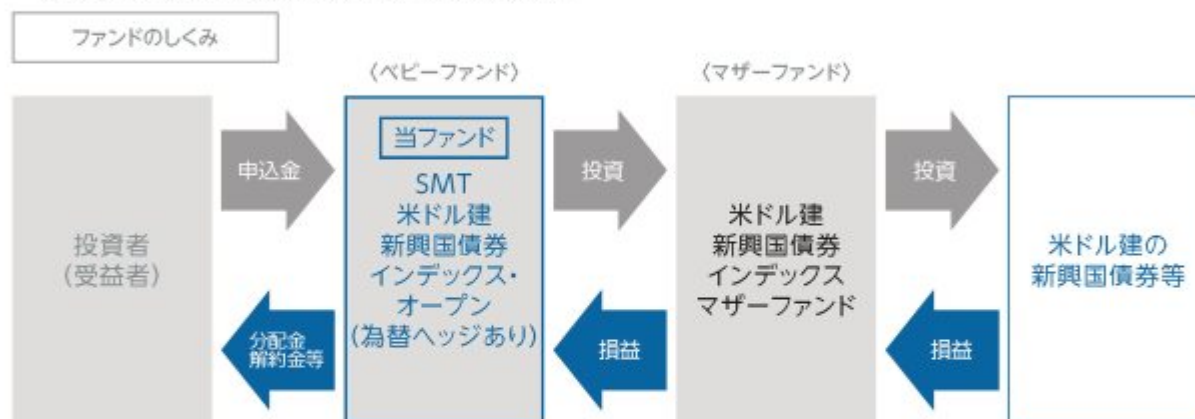 ファンドのしくみ
〈ベビーファンド〉
〈マザーファンド〉
投資者
(受益者)
申込金
分配金
解約金等
当ファンド
SMT
米ドル建
新興国債券
インデックス・
オープン
(為替ヘッジあり)
投資
損益
米ドル建
新興国債券
インデックス
マザーファンド
投資
損益
米ドル建の
新興国債券等